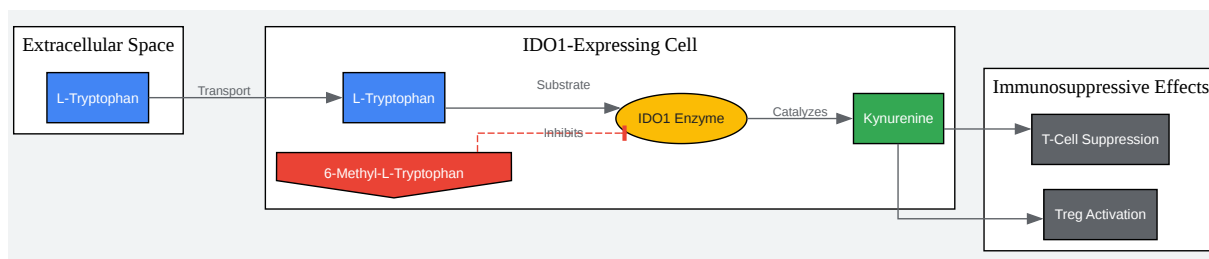 Extracellular Space
L-Tryptophan
Transport
IDO1-Expressing Cell
L-Tryptophan
Substrate
IDO1 Enzyme
Inhibits
6-Methyl-L-Tryptophan
Catalyzes
Kynurenine
Immunosuppressive Effects
T-Cell Suppression
Treg Activation